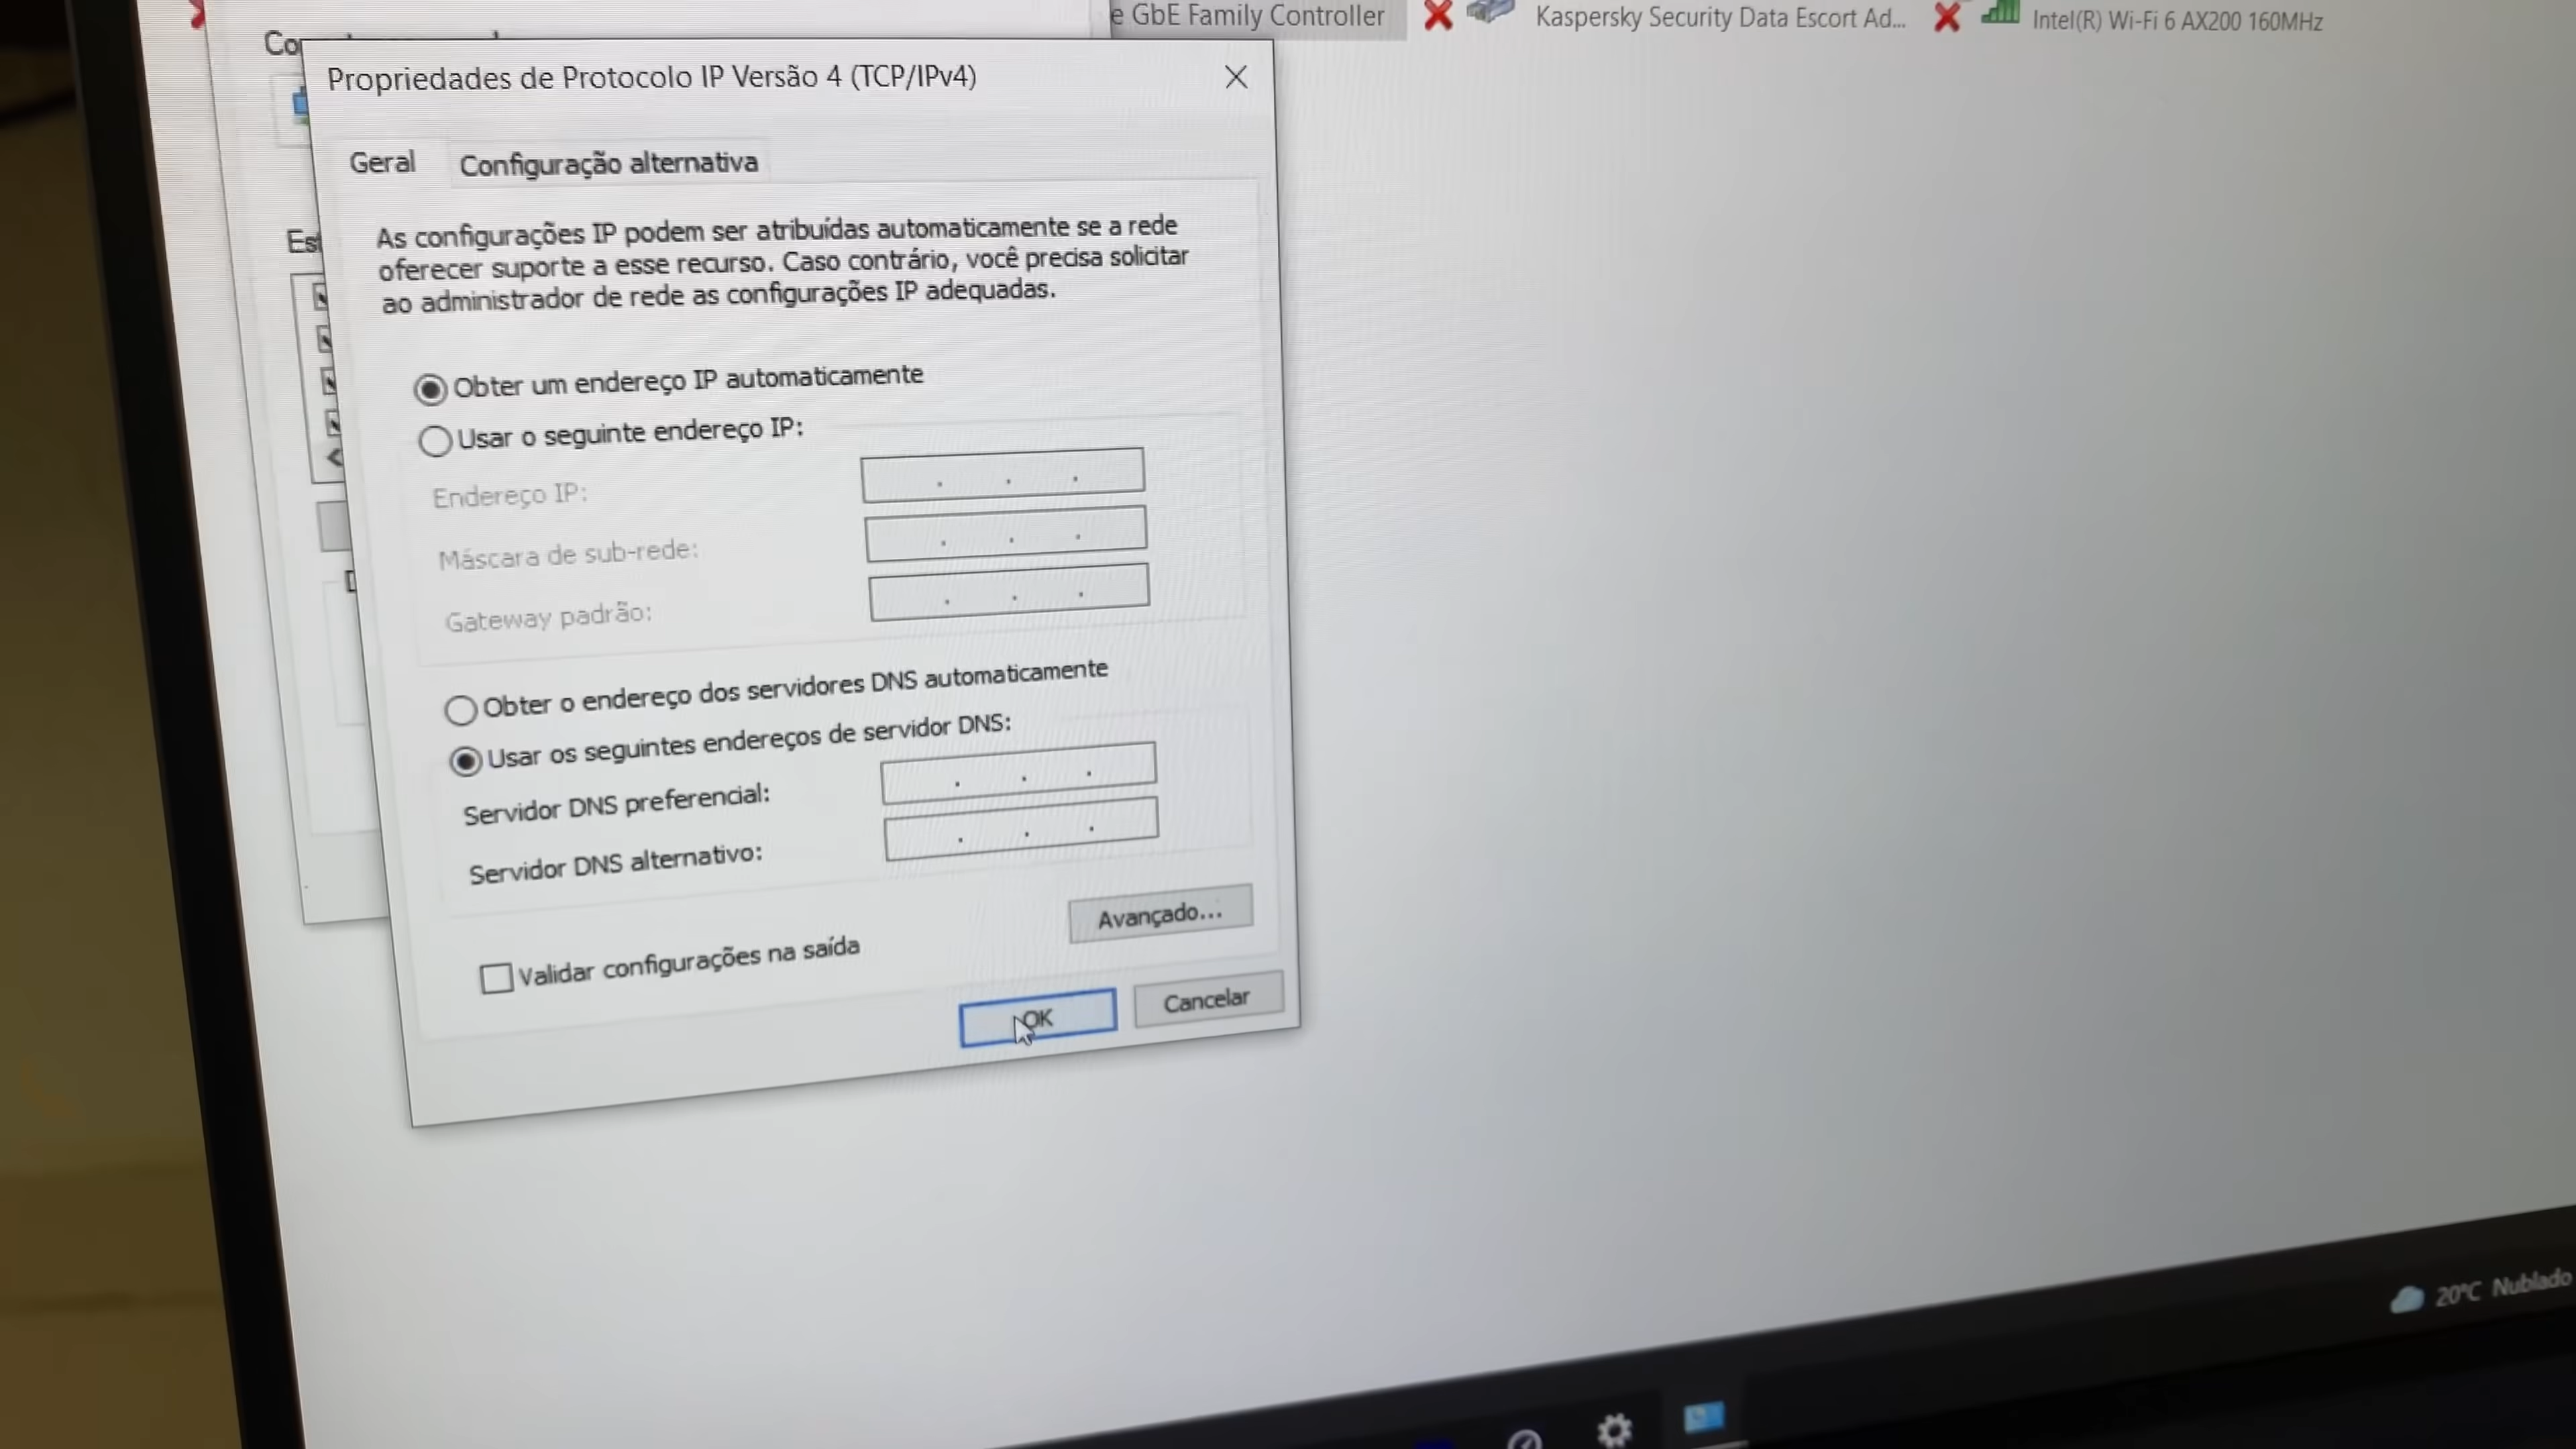 e GbE Family Controller
Kaspersky Security Data Escort Ad...
Intel(R) Wi-Fi 6 AX200 160MHz
Propriedades de Protocolo IP Versão 4 (TCP/IPv4)
Geral
Configuração alternativa
As configurações IP podem ser atribuídas automaticamente se a rede
oferecer suporte a esse recurso. Caso contrário, você precisa solicitar
ao administrador de rede as configurações IP adequadas.
Obter um endereço IP automaticamente
Usar o seguinte endereço IP:
Endereço IP:
Máscara de sub-rede:
Gateway padrão:
Obter o endereço dos servidores DNS automaticamente
Usar os seguintes endereços de servidor DNS:
Servidor DNS preferencial:
Servidor DNS alternativo:
Avançado...
Validar configurações na saída
OK
Cancelar
20°C Nublado